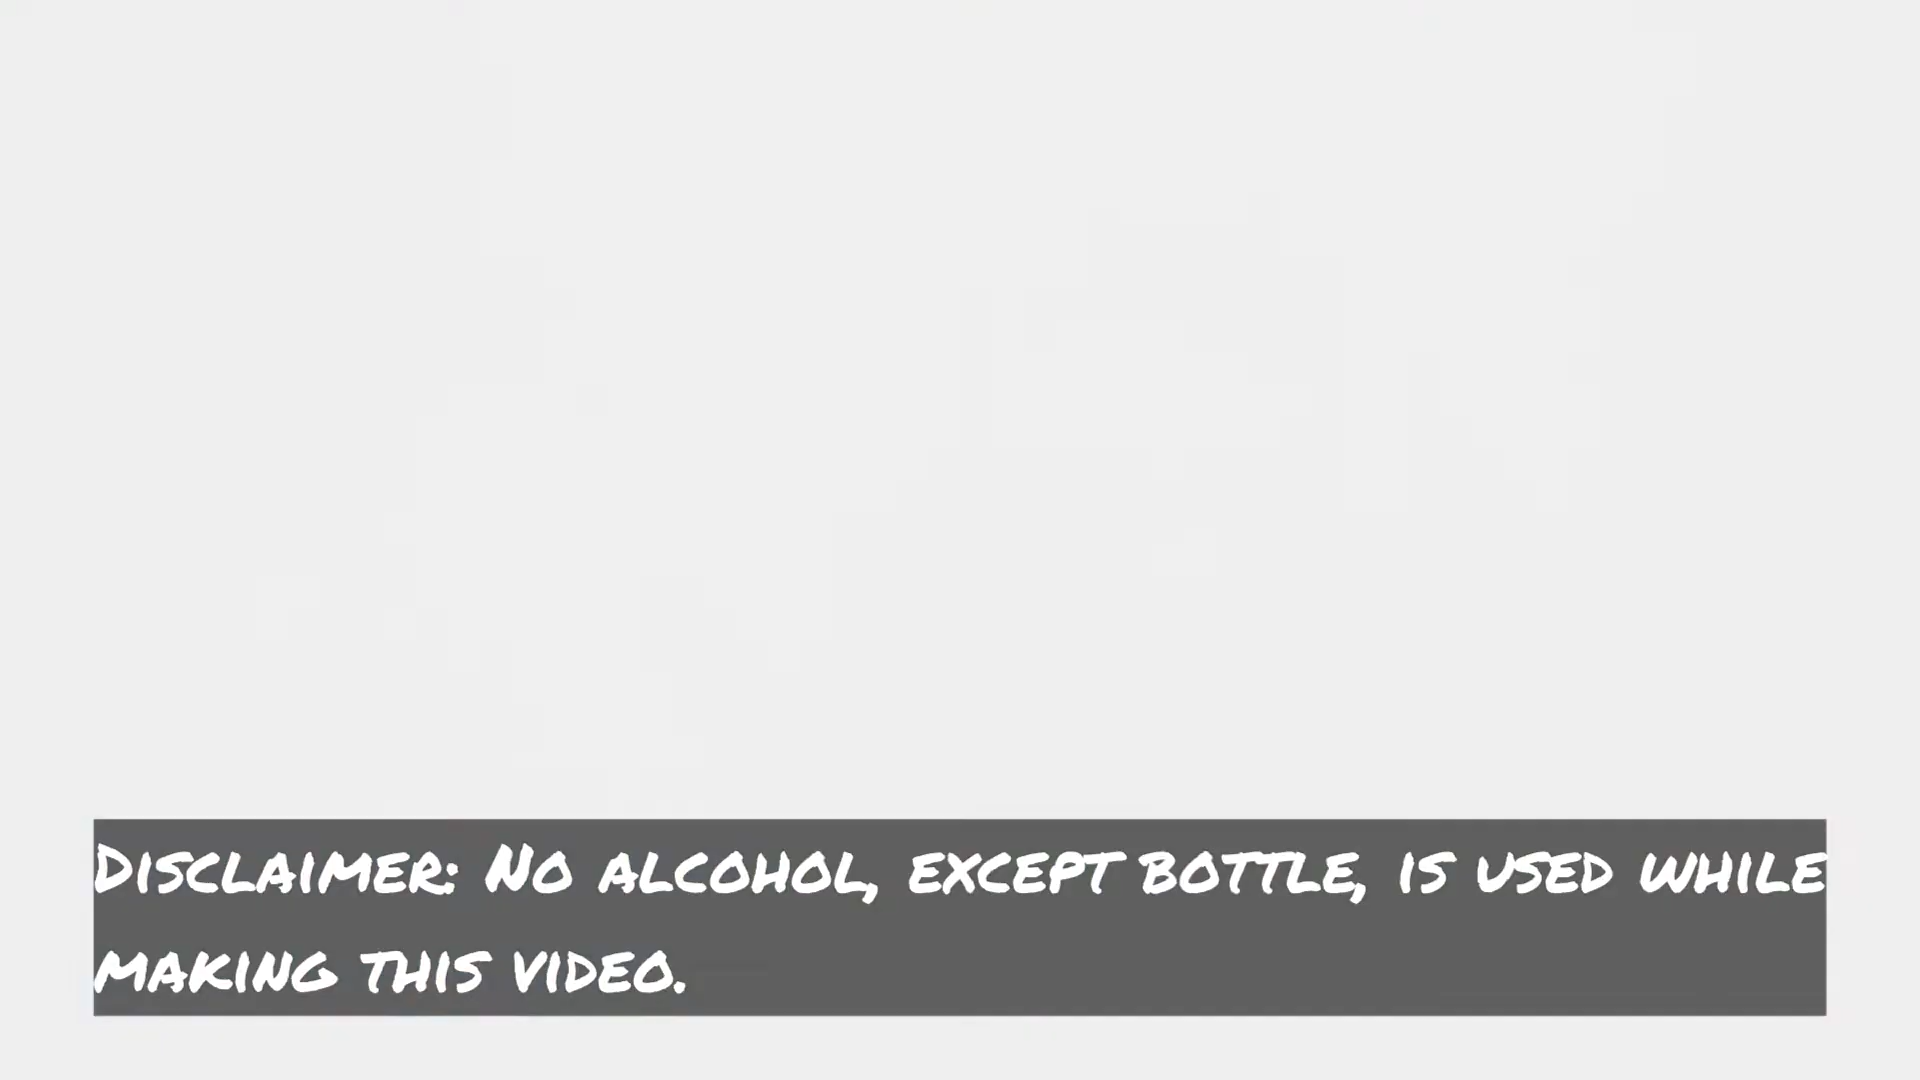 Disclaimer: No alcohol, except bottle, is used while
making this video.